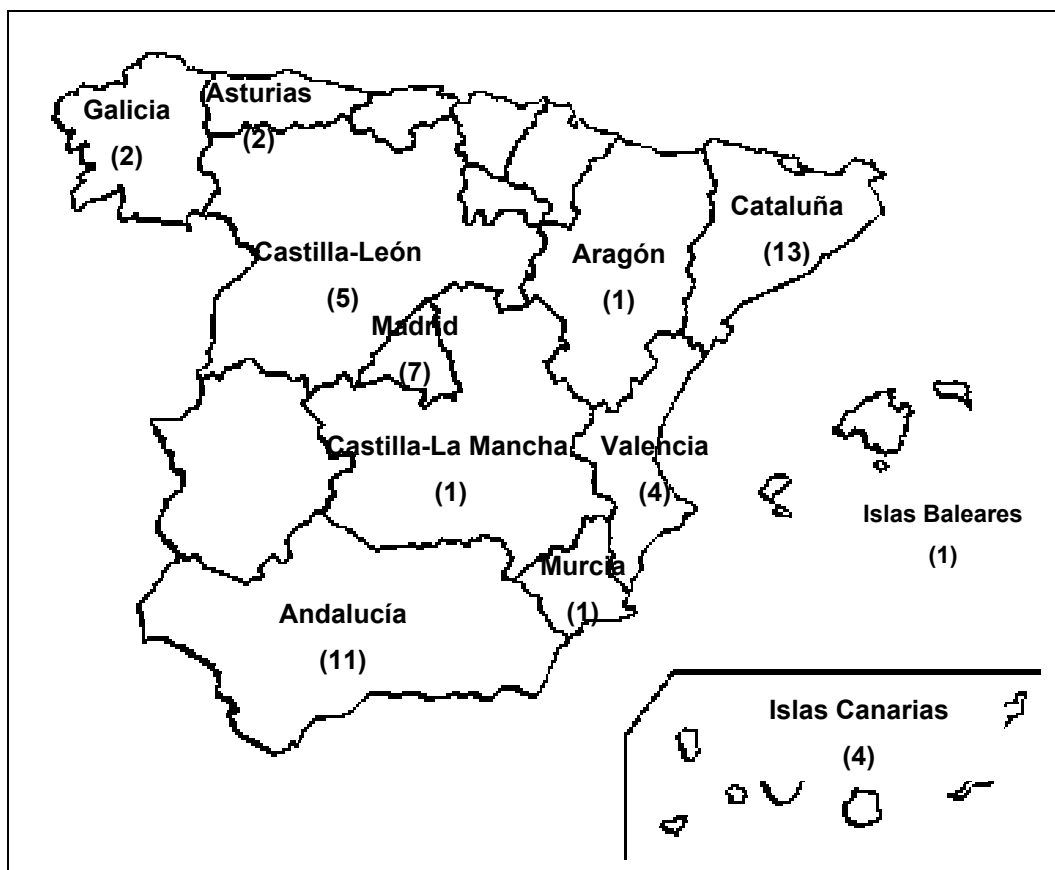 Galicia
(2)
Asturias
(2)
Cataluña
(13)
Castilla-León
(5)
Aragón
(1)
Madrid
(7)
Castilla-La Mancha
(1)
Valencia
(4)
Islas Baleares
(1)
Murcia
(1)
Andalucía
(11)
Islas Canarias
(4)